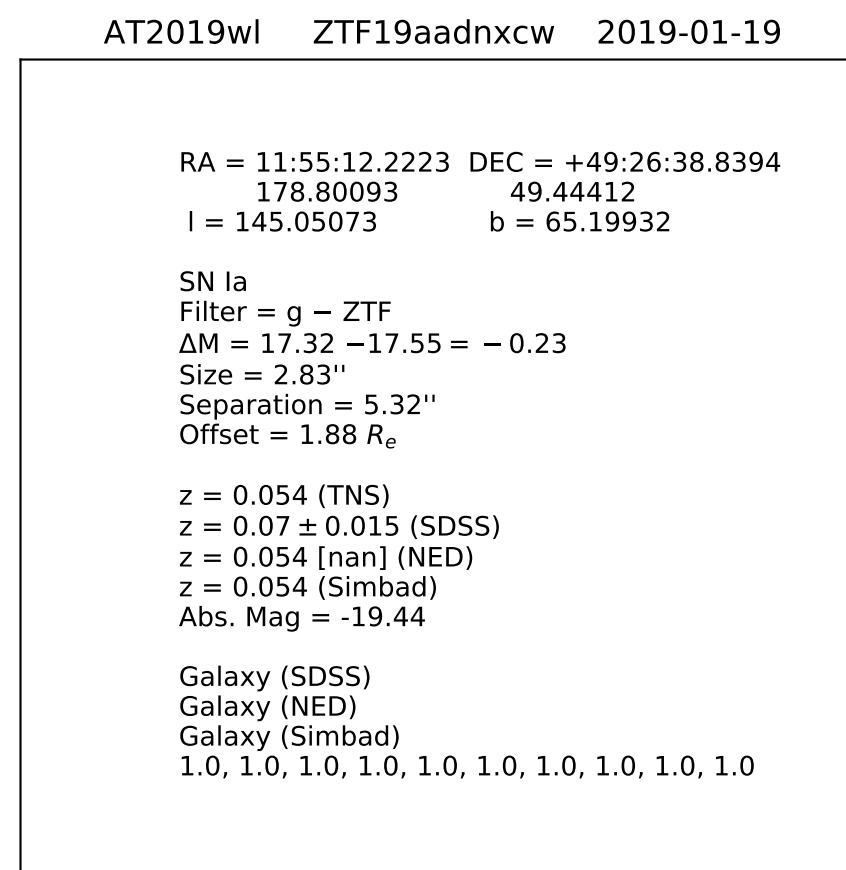 AT2019wl ZTF19aadnxcw 2019-01-19
RA = 11:55:12.2223 DEC = +49:26:38.8394
178.80093 49.44412
l = 145.05073 b = 65.19932
SN Ia
Filter = g − ZTF
ΔM = 17.32 −17.55 = −0.23
Size = 2.83''
Separation = 5.32''
Offset = 1.88 Re
z = 0.054 (TNS)
z = 0.07 ± 0.015 (SDSS)
z = 0.054 [nan] (NED)
z = 0.054 (Simbad)
Abs. Mag = -19.44
Galaxy (SDSS)
Galaxy (NED)
Galaxy (Simbad)
1.0, 1.0, 1.0, 1.0, 1.0, 1.0, 1.0, 1.0, 1.0, 1.0